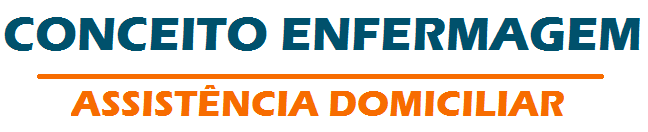 CONCEITO ENFERMAGEM
ASSISTÊNCIA DOMICILIAR